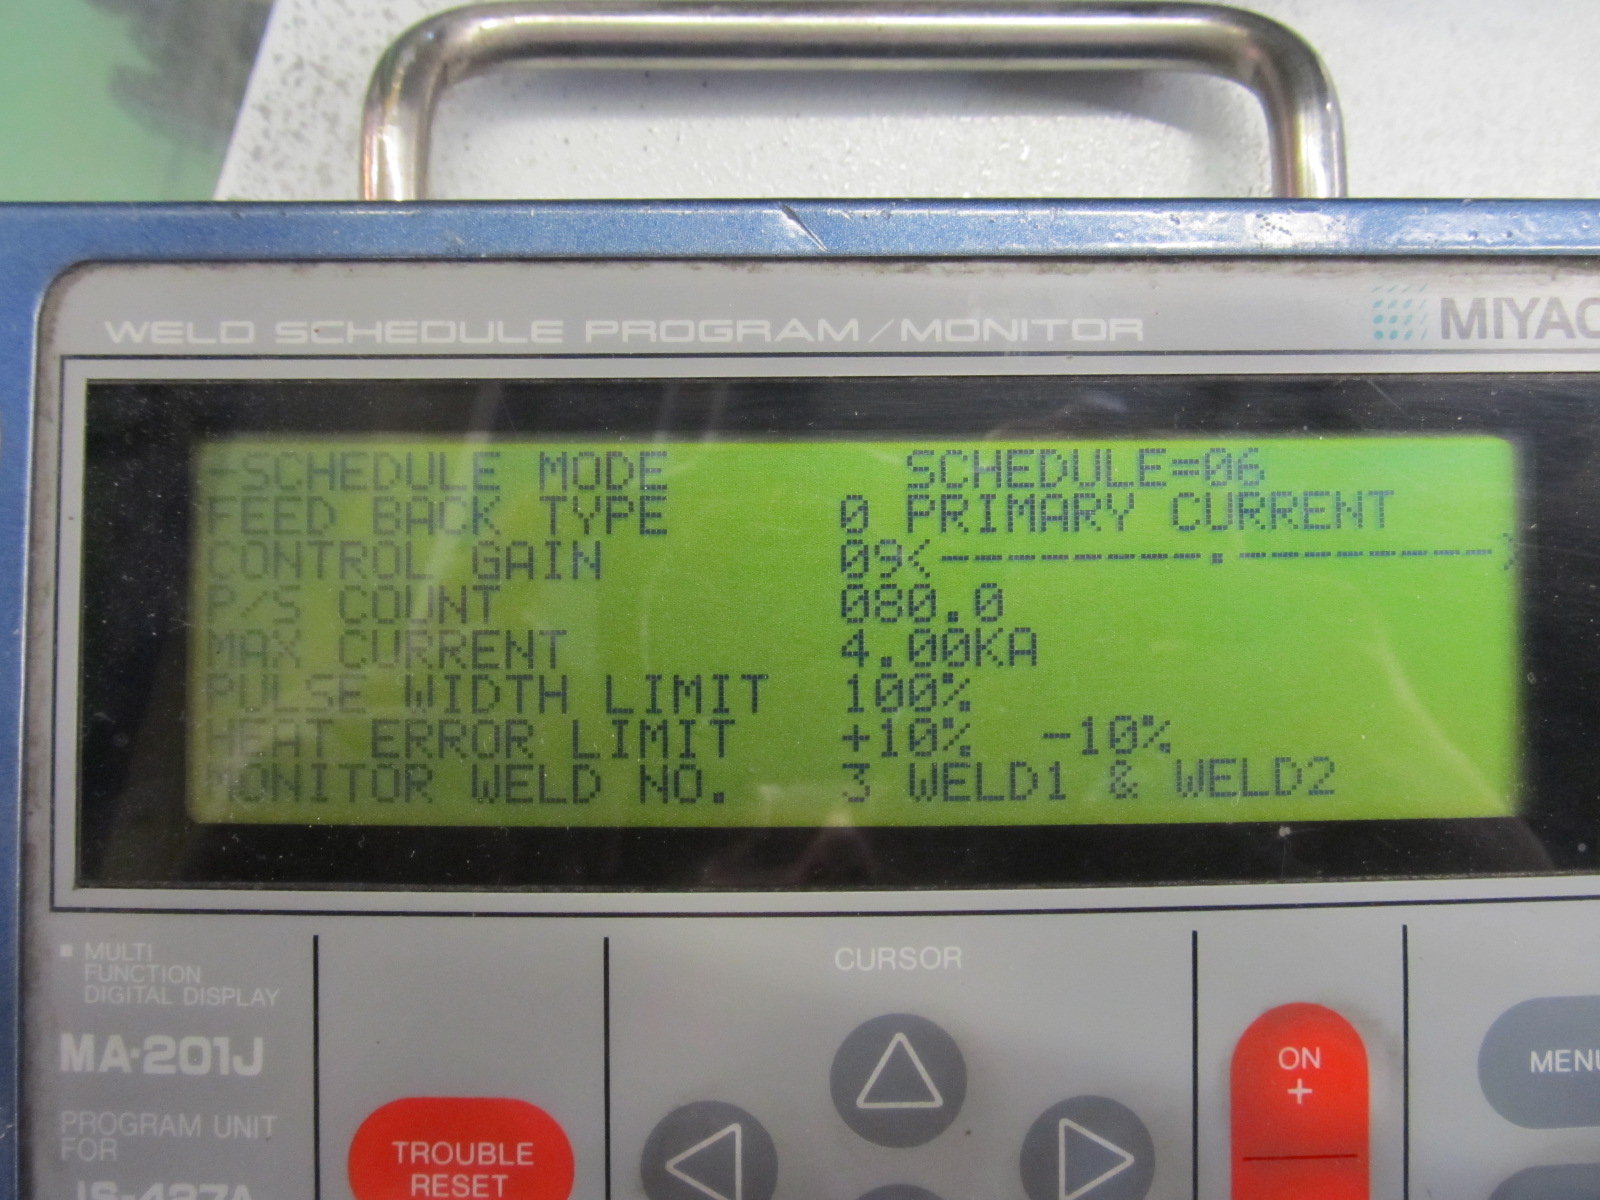 WELD SCHEDULE PROGRAM/MONITOR
MIYAC
-SCHEDULE MODE SCHEDULE=06
FEED BACK TYPE 0 PRIMARY CURRENT
CONTROL GAIN 09<--------.-------->
P/S COUNT 080.0
MAX CURRENT 4.00KA
PULSE WIDTH LIMIT 100%
HEAT ERROR LIMIT +10% -10%
MONITOR WELD NO. 3 WELD1 & WELD2
MULTI
FUNCTION
DIGITAL DISPLAY
MA-201J
PROGRAM UNIT
FOR
TROUBLE
RESET
CURSOR
ON
+
MENU